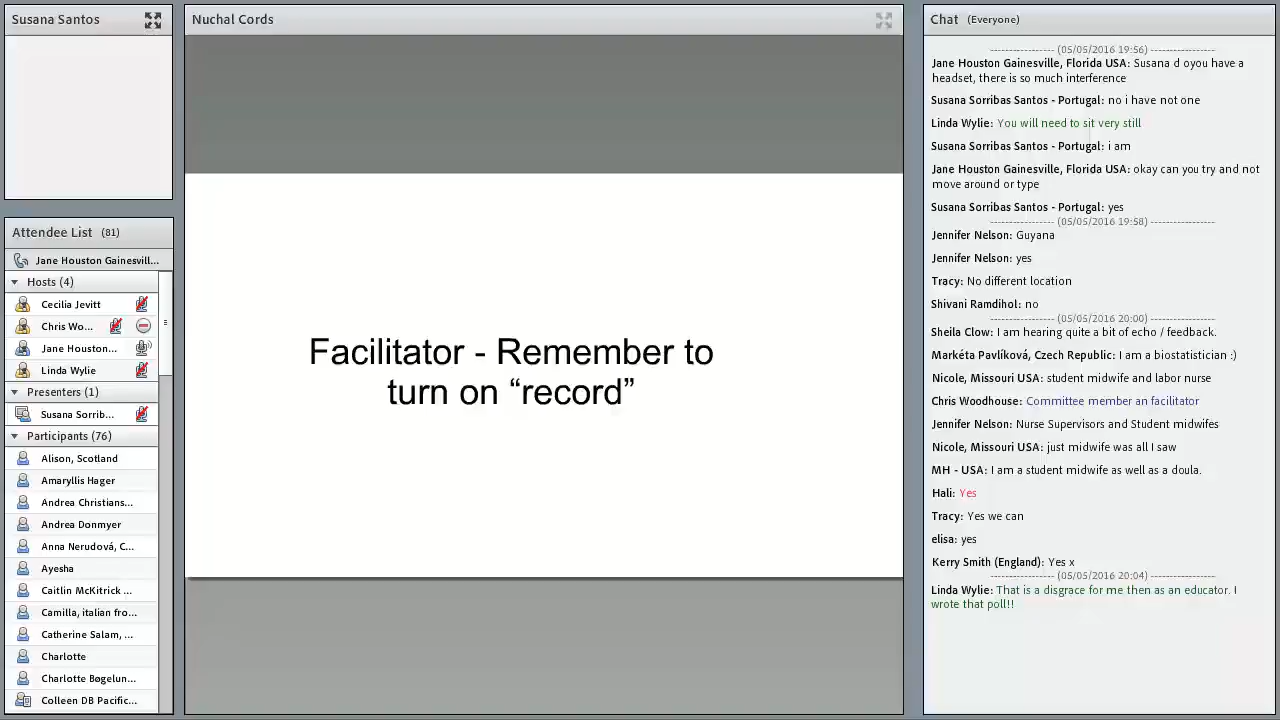 Susana Santos
Attendee List (81)
Jane Houston Gainesvill...
Hosts (4)
Cecilia Jevitt
Chris Wo...
Jane Houston...
Linda Wylie
Presenters (1)
Susana Sorrib...
Participants (76)
Alison, Scotland
Amaryllis Hager
Andrea Christians...
Andrea Donmyer
Anna Nerudová, C...
Ayesha
Caitlin McKitrick ...
Camilla, italian fro...
Catherine Salam, ...
Charlotte
Charlotte Bøgelun...
Colleen DB Pacific...
Nuchal Cords
Facilitator - Remember to
turn on “record”
Chat (Everyone)
------------------ (05/05/2016 19:56) ------------------
Jane Houston Gainesville, Florida USA: Susana d oyou have a
headset, there is so much interference
Susana Sorribas Santos - Portugal: no i have not one
Linda Wylie: You will need to sit very still
Susana Sorribas Santos - Portugal: i am
Jane Houston Gainesville, Florida USA: okay can you try and not
move around or type
Susana Sorribas Santos - Portugal: yes
------------------ (05/05/2016 19:58) ------------------
Jennifer Nelson: Guyana
Jennifer Nelson: yes
Tracy: No different location
Shivani Ramdihol: no
------------------ (05/05/2016 20:00) ------------------
Sheila Clow: I am hearing quite a bit of echo / feedback.
Markéta Pavlíková, Czech Republic: I am a biostatistician :)
Nicole, Missouri USA: student midwife and labor nurse
Chris Woodhouse: Committee member an facilitator
Jennifer Nelson: Nurse Supervisors and Student midwifes
Nicole, Missouri USA: just midwife was all I saw
MH - USA: I am a student midwife as well as a doula.
Hali: Yes
Tracy: Yes we can
elisa: yes
Kerry Smith (England): Yes x
------------------ (05/05/2016 20:04) ------------------
Linda Wylie: That is a disgrace for me then as an educator. I
wrote that poll!!